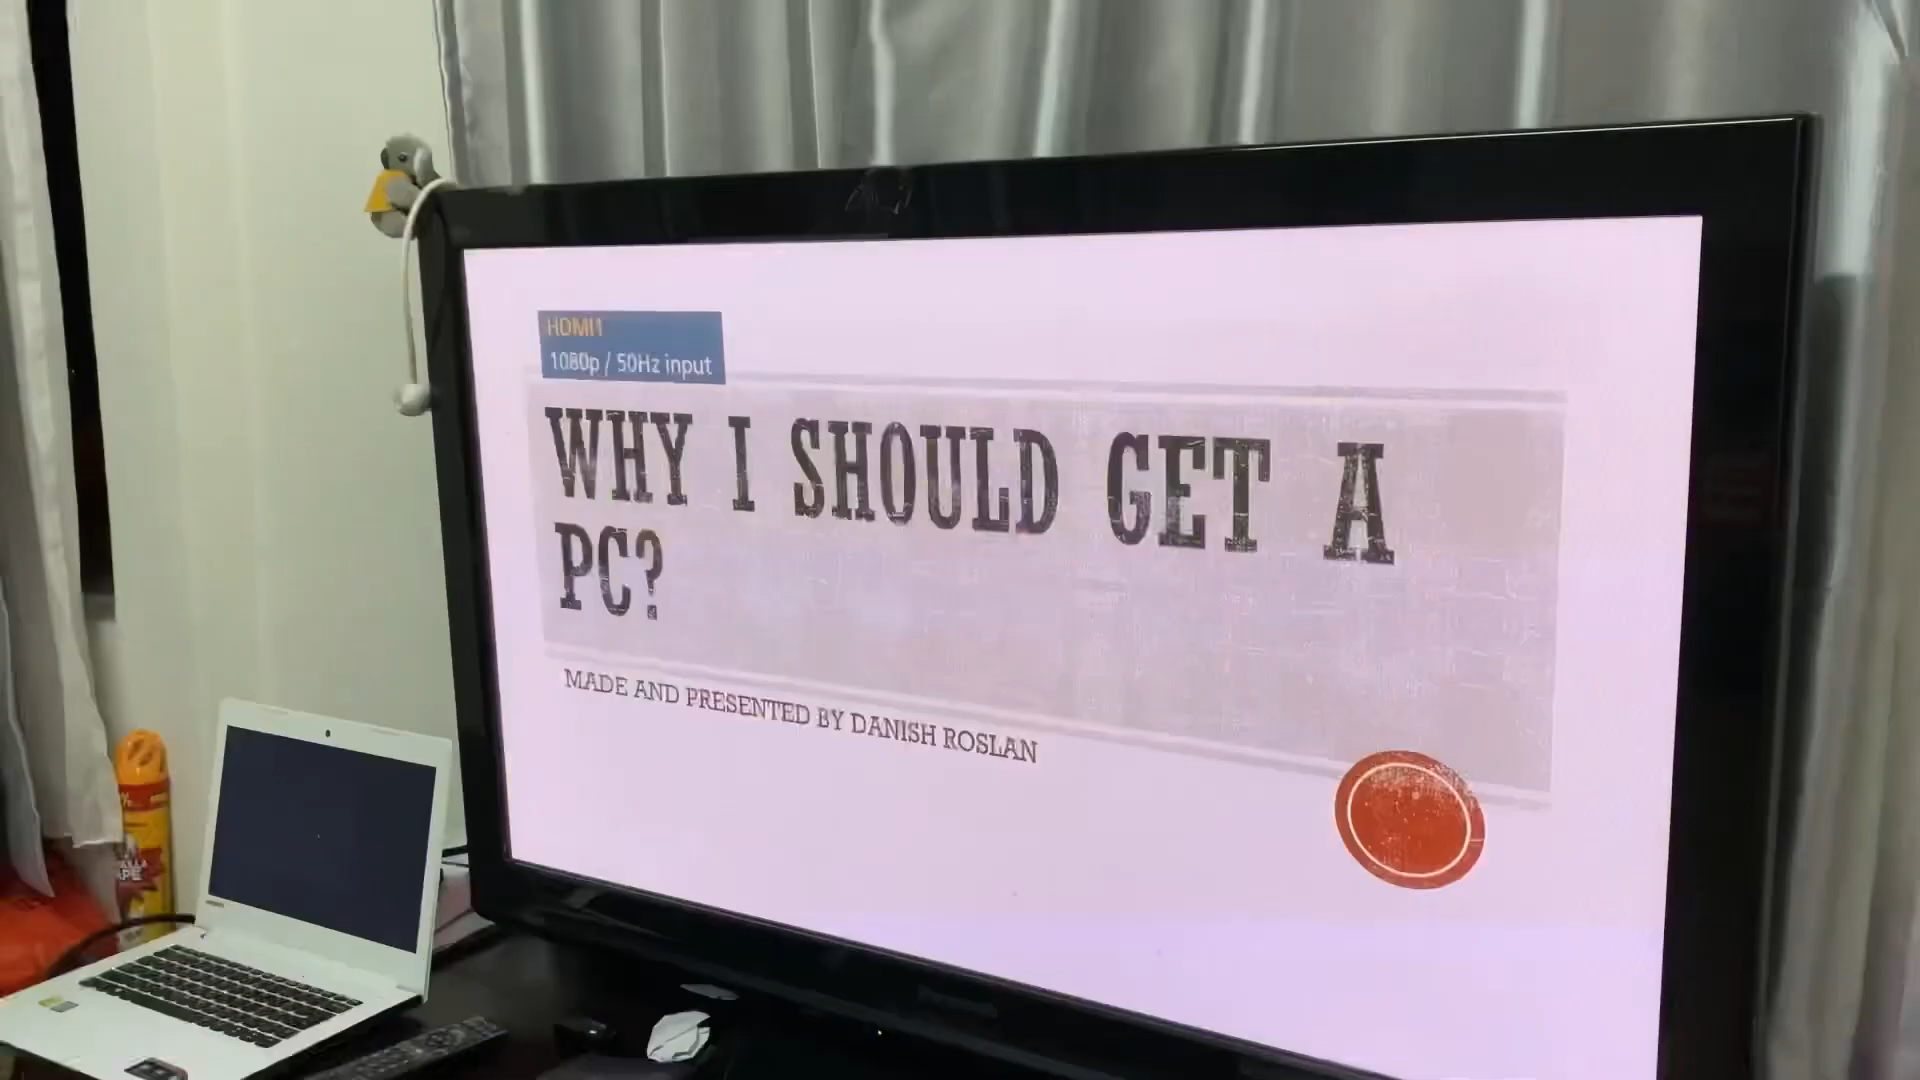 HDMI1
1080p / 50Hz input
WHY I SHOULD GET A
PC?
MADE AND PRESENTED BY DANISH ROSLAN